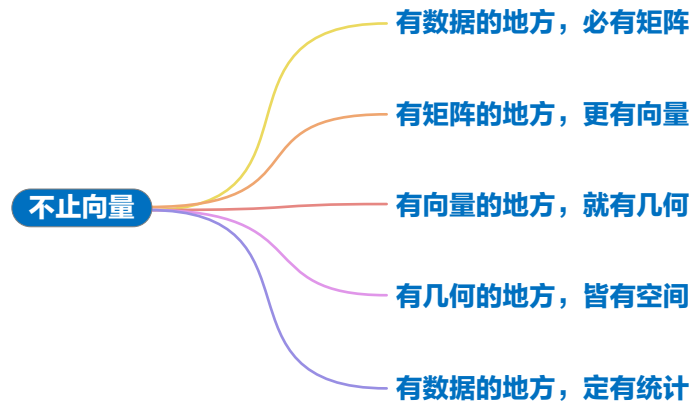 不止向量
有数据的地方，必有矩阵
有矩阵的地方，更有向量
有向量的地方，就有几何
有几何的地方，皆有空间
有数据的地方，定有统计